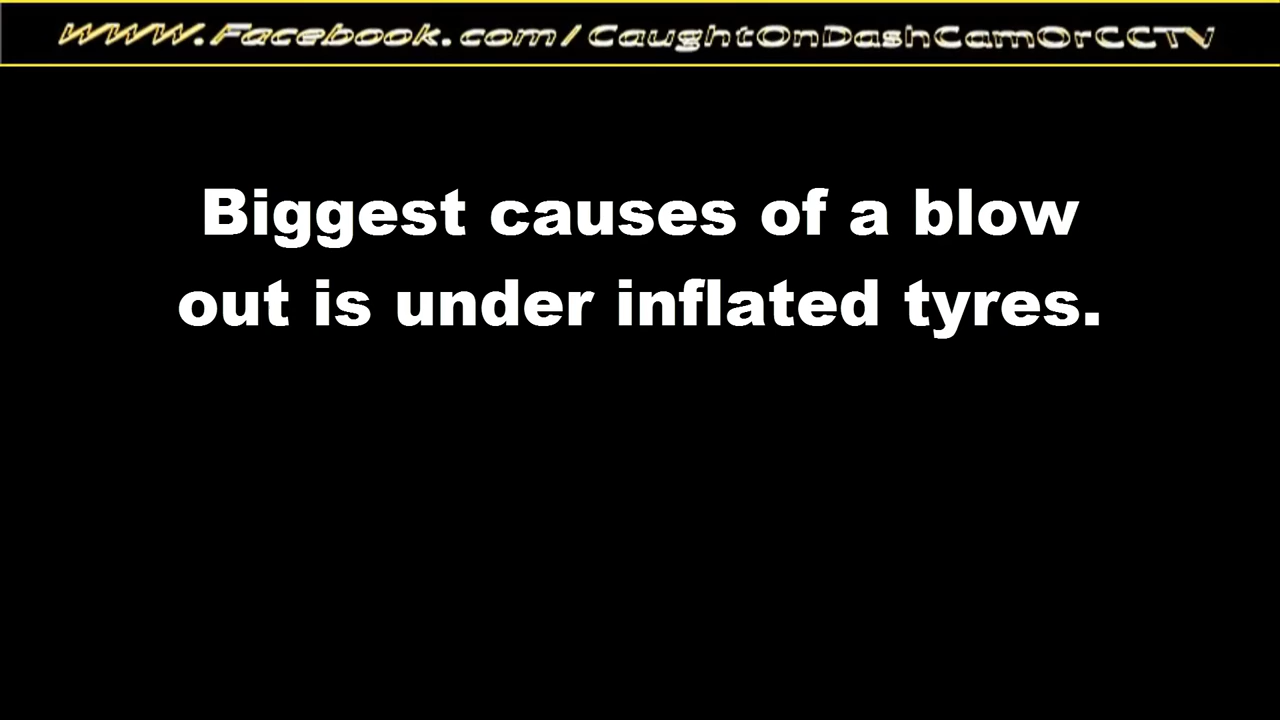 WWW.Facebook.com/CaughtOnDashCamOrCCTV
Biggest causes of a blow
out is under inflated tyres.